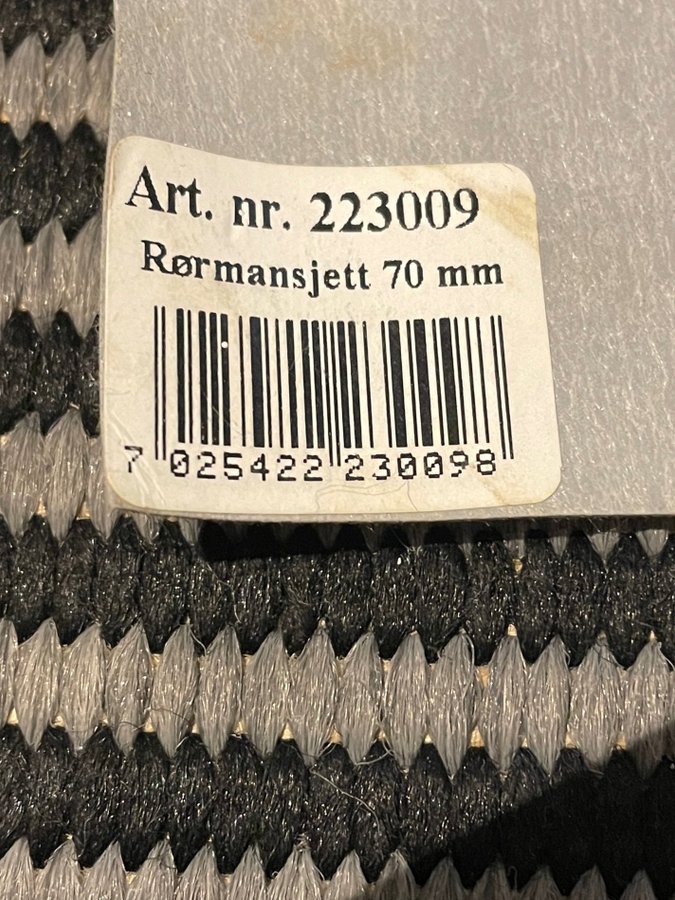 Art. nr. 223009
Rørmansjett 70 mm
7 025422 230098